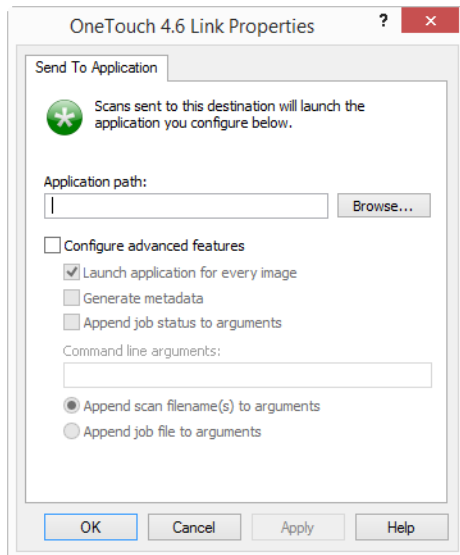 OneTouch 4.6 Link Properties
?
Send To Application
Scans sent to this destination will launch the
application you configure below.
Application path:
Browse...
Configure advanced features
Launch application for every image
Generate metadata
Append job status to arguments
Command line arguments:
Append scan filename(s) to arguments
Append job file to arguments
OK Cancel Apply Help